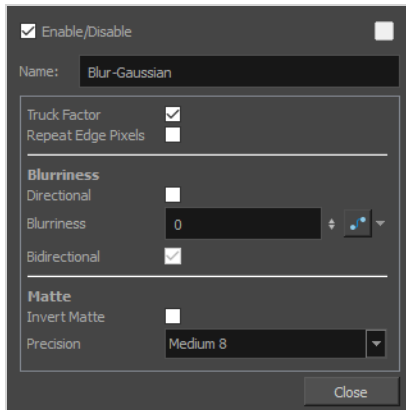 Enable/Disable
Name: Blur-Gaussian
Truck Factor
Repeat Edge Pixels
Blurriness
Directional
Blurriness 0
Bidirectional
Matte
Invert Matte
Precision Medium 8
Close